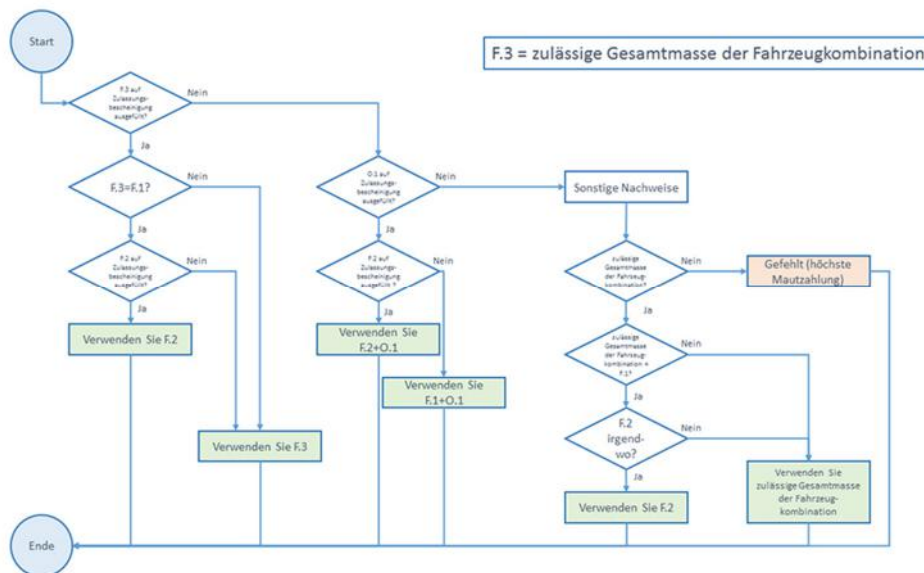 Start
F.3 = zulässige Gesamtmasse der Fahrzeugkombination
F.3 auf
Zulassungs-
bescheinigung
ausgefüllt?
Nein
Ja
F.3=F.1?
Nein
Ja
F.2 auf
Zulassungs-
bescheinigung
ausgefüllt?
Nein
Ja
Verwenden Sie F.2
Verwenden Sie F.3
O.1 auf
Zulassungs-
bescheinigung
ausgefüllt?
Nein
Ja
F.2 auf
Zulassungs-
bescheinigung
ausgefüllt ?
Nein
Ja
Verwenden Sie
F.2+O.1
Verwenden Sie
F.1+O.1
Sonstige Nachweise
zulässige
Gesamtmasse
der Fahrzeug-
kombination?
Nein
Gefehlt (höchste
Mautzahlung)
Ja
zulässige
Gesamtmasse
der Fahrzeug-
kombination =
F.1?
Nein
Ja
F.2
irgend-
wo?
Nein
Ja
Verwenden Sie F.2
Verwenden Sie
zulässige Gesamtmasse
der Fahrzeug-
kombination
Ende